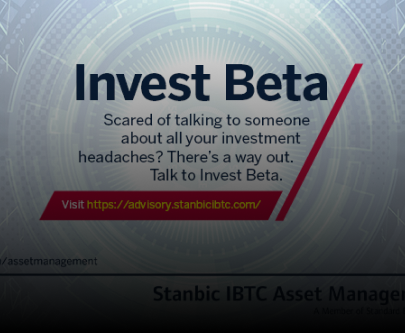 Invest Beta
Scared of talking to someone
about all your investment
headaches? There's a way out.
Talk to Invest Beta.
Visit https://advisory.stanbicibtc.com/
/assetmanagement
Stanbic IBTC Asset Manage